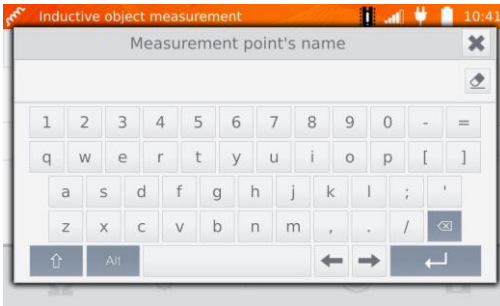 Inductive object measurement 10:41
Measurement point's name
1 2 3 4 5 6 7 8 9 0 - =
q w e r t y u i o p [ ]
a s d f g h j k l ; '
z x c v b n m , . /
Alt